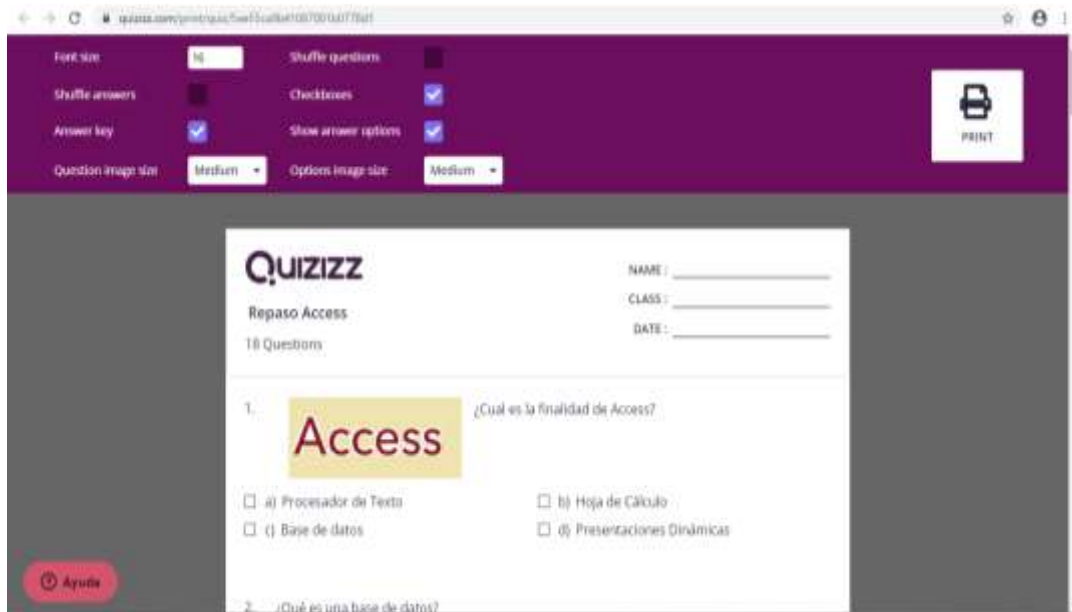 Font size 16 Shuffle questions
Shuffle answers Checkboxes
Answer key Show answer options
PRINT
Question image size Medium Options image size Medium
QUIZIZZ
NAME :
CLASS :
Repaso Access
DATE :
18 Questions
1. Access ¿Cual es la finalidad de Access?
a) Procesador de Texto b) Hoja de Cálculo
c) Base de datos d) Presentaciones Dinámicas
Ayuda
2. ¿Qué es una base de datos?